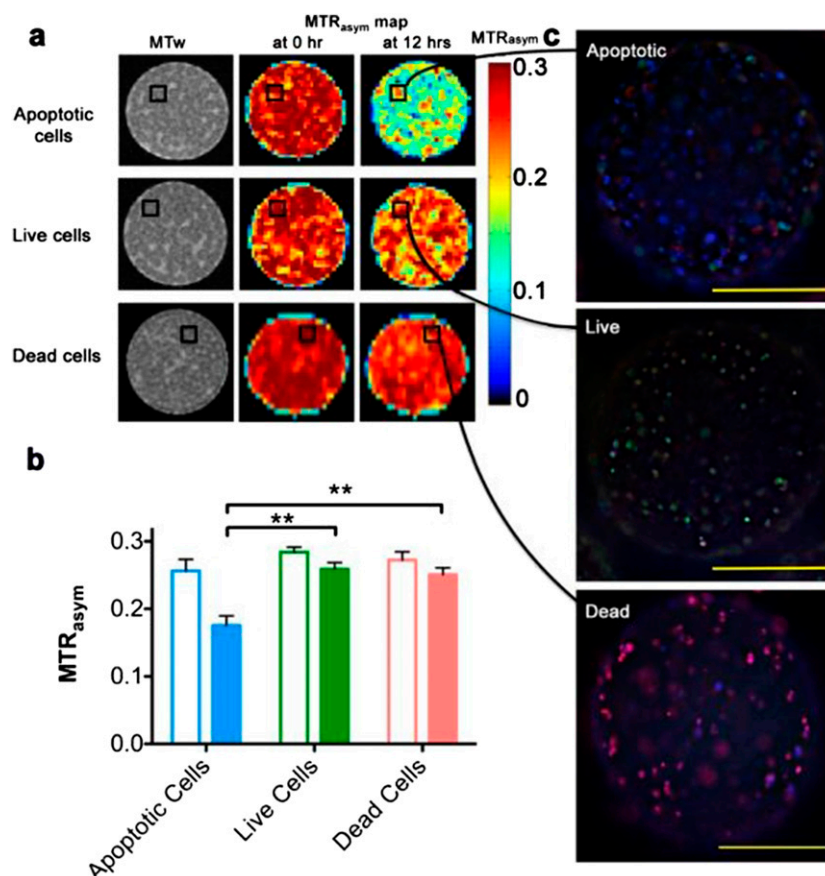 a
MTRasym map
MTw
at 0 hr
at 12 hrs
MTRasym
c
Apoptotic cells
Live cells
Dead cells
0.3
0.2
0.1
0
Apoptotic
Live
Dead
b
**
**
MTRasym
0.3
0.2
0.1
0.0
Apoptotic Cells
Live Cells
Dead Cells